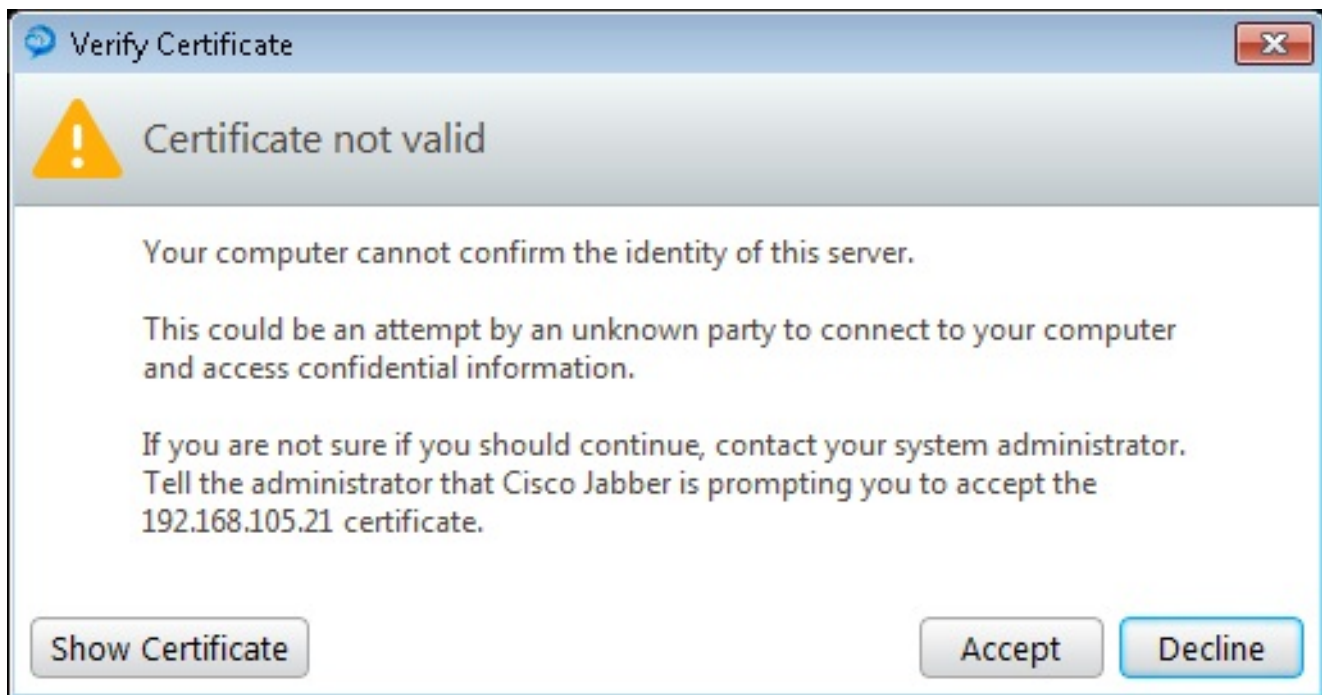 Verify Certificate
Certificate not valid
Your computer cannot confirm the identity of this server.
This could be an attempt by an unknown party to connect to your computer
and access confidential information.
If you are not sure if you should continue, contact your system administrator.
Tell the administrator that Cisco Jabber is prompting you to accept the
192.168.105.21 certificate.
Show Certificate
Accept
Decline